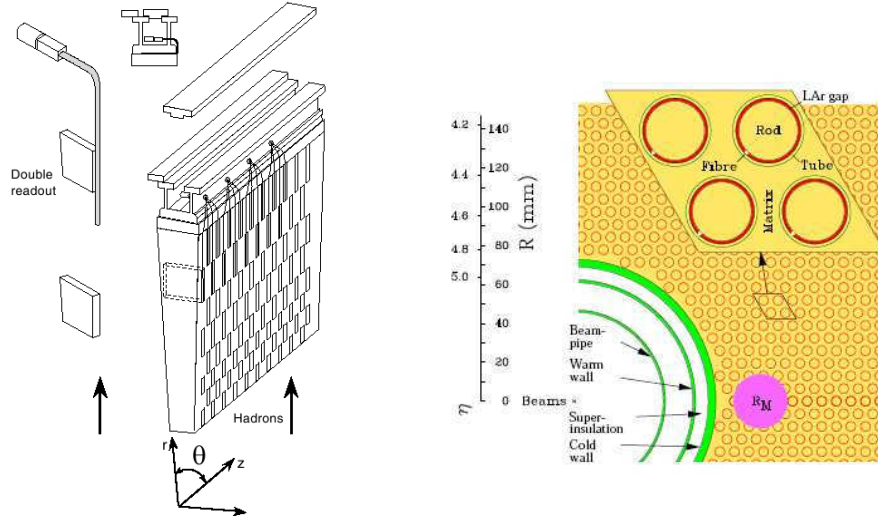 Double
readout
Hadrons
r
θ
z
η
R (mm)
4.2
140
120
4.4
100
4.6
80
4.8
5.0
60
40
20
0
Beams
LAr gap
Rod
Fibre
Tube
Matrix
Beam-
pipe
Warm
wall
Super-
insulation
Cold
wall
RM